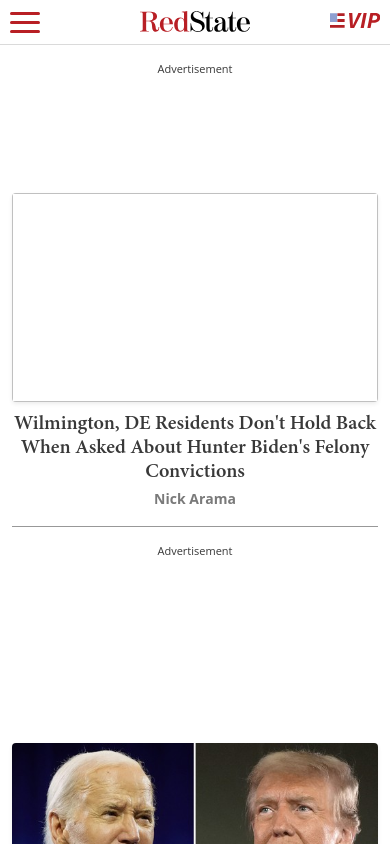 RedState
VIP
Advertisement
Wilmington, DE Residents Don't Hold Back
When Asked About Hunter Biden's Felony
Convictions
Nick Arama
Advertisement